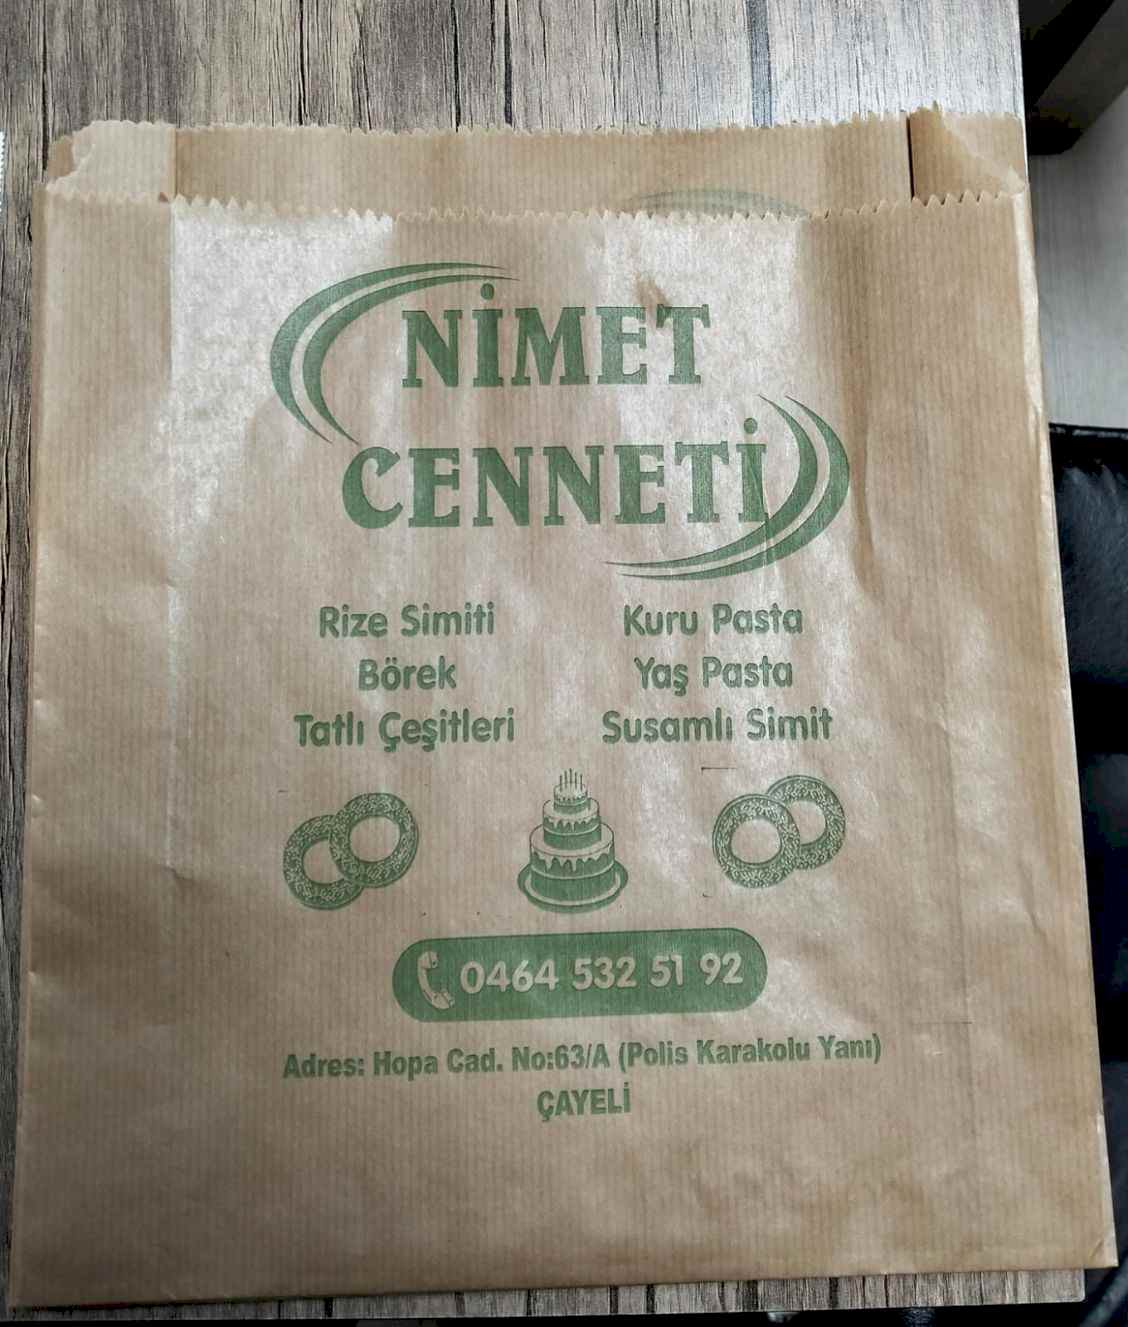 NİMET
CENNETİ
Rize Simiti
Börek
Tatlı Çeşitleri
Kuru Pasta
Yaş Pasta
Susamlı Simit
0464 532 51 92
Adres: Hopa Cad. No:63/A (Polis Karakolu Yanı)
ÇAYELİ